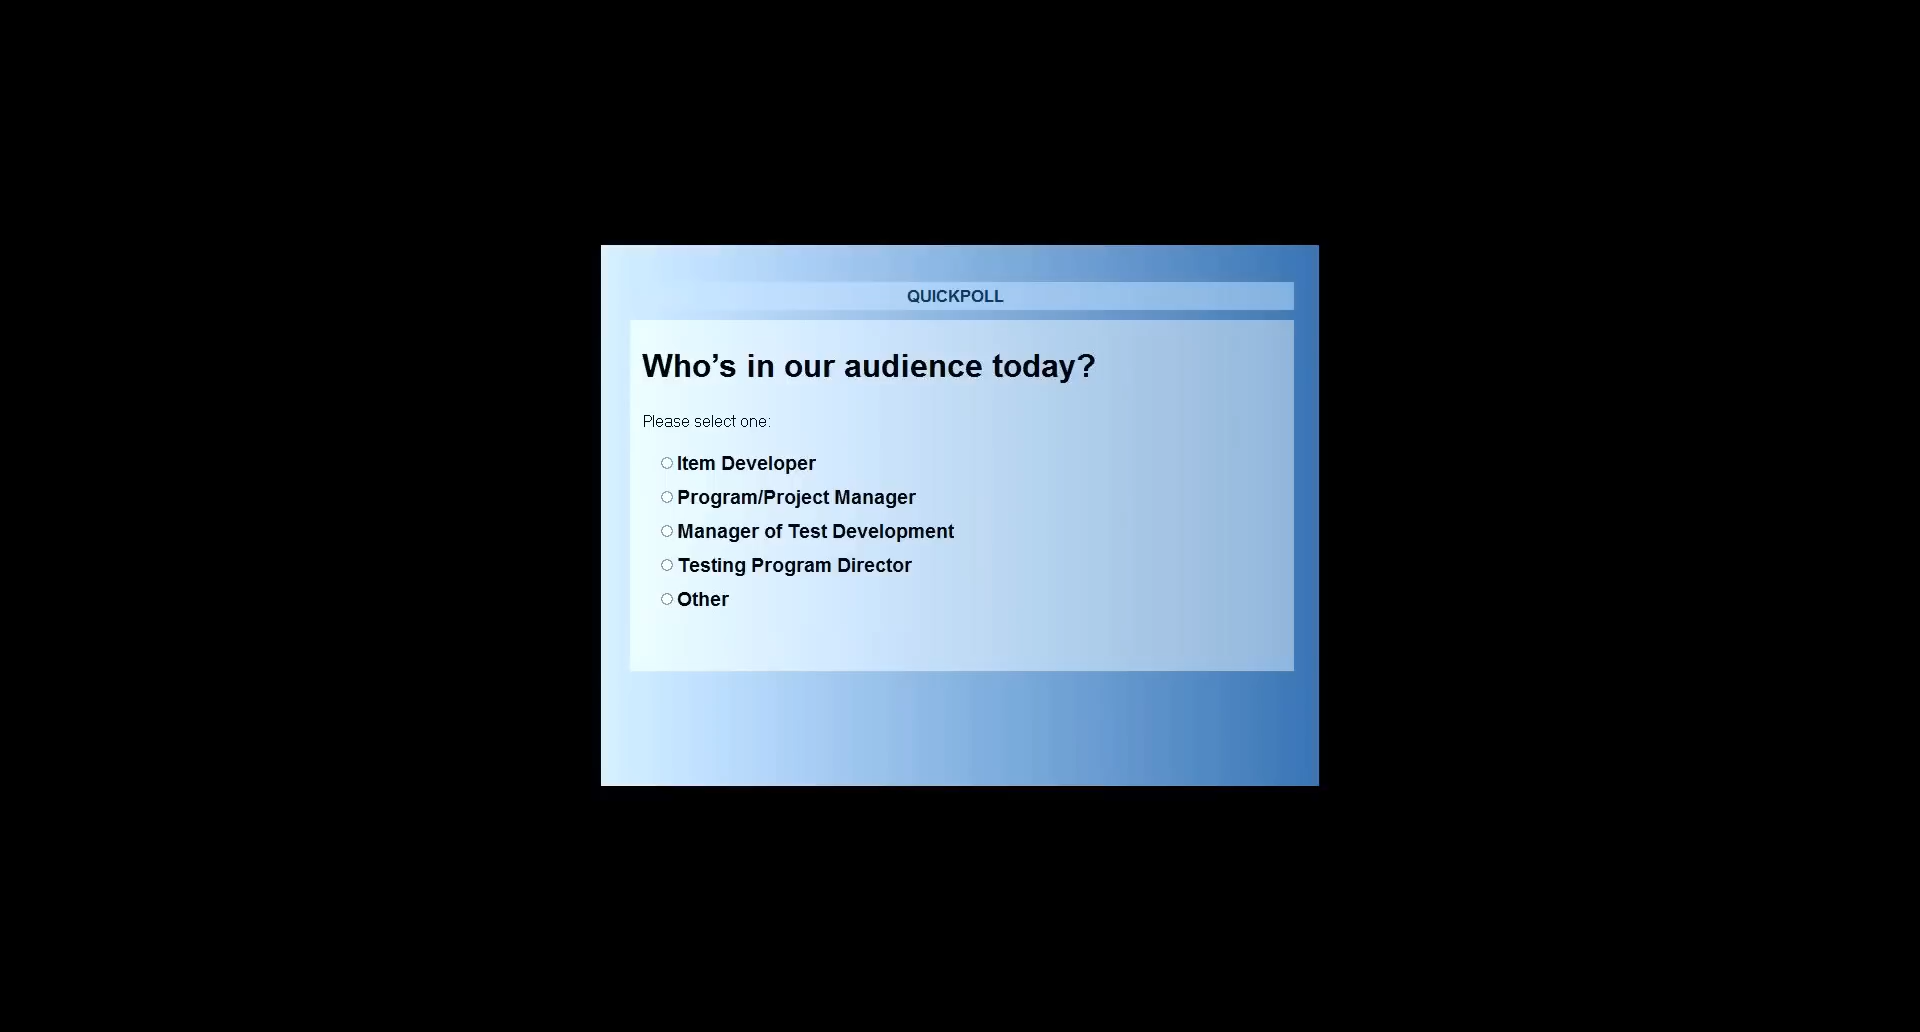 QUICKPOLL
Who’s in our audience today?
Please select one:
Item Developer
Program/Project Manager
Manager of Test Development
Testing Program Director
Other